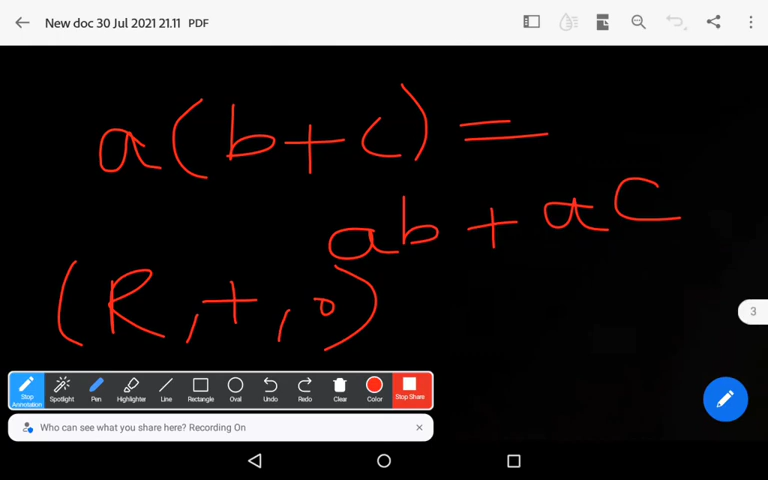 New doc 30 Jul 2021 21.11 PDF
a(b+c) =
ab + ac
(R, +, o)
3
Stop Annotation Spotlight Pen Highlighter Line Rectangle Oval Undo Redo Clear Color Stop Share
Who can see what you share here? Recording On